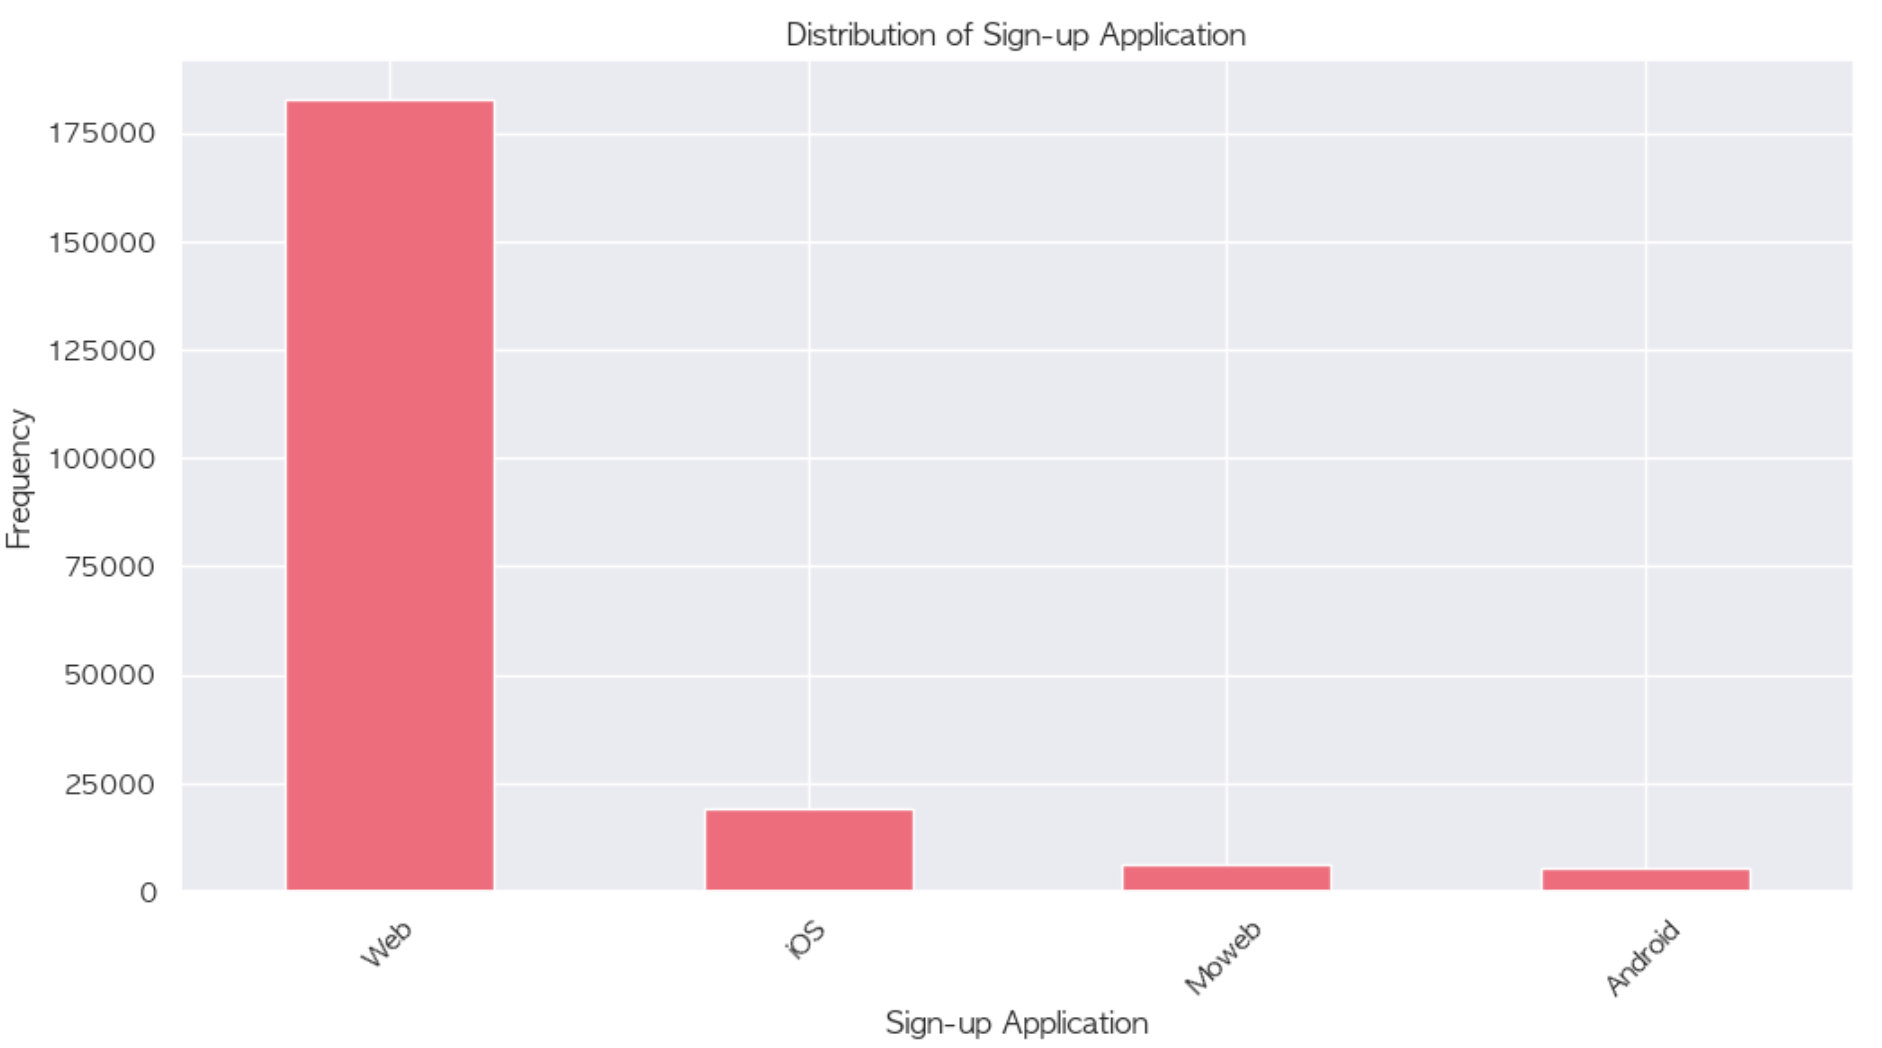 Distribution of Sign-up Application
175000
150000
125000
100000
75000
50000
25000
0
Frequency
Web
iOS
Moweb
Android
Sign-up Application